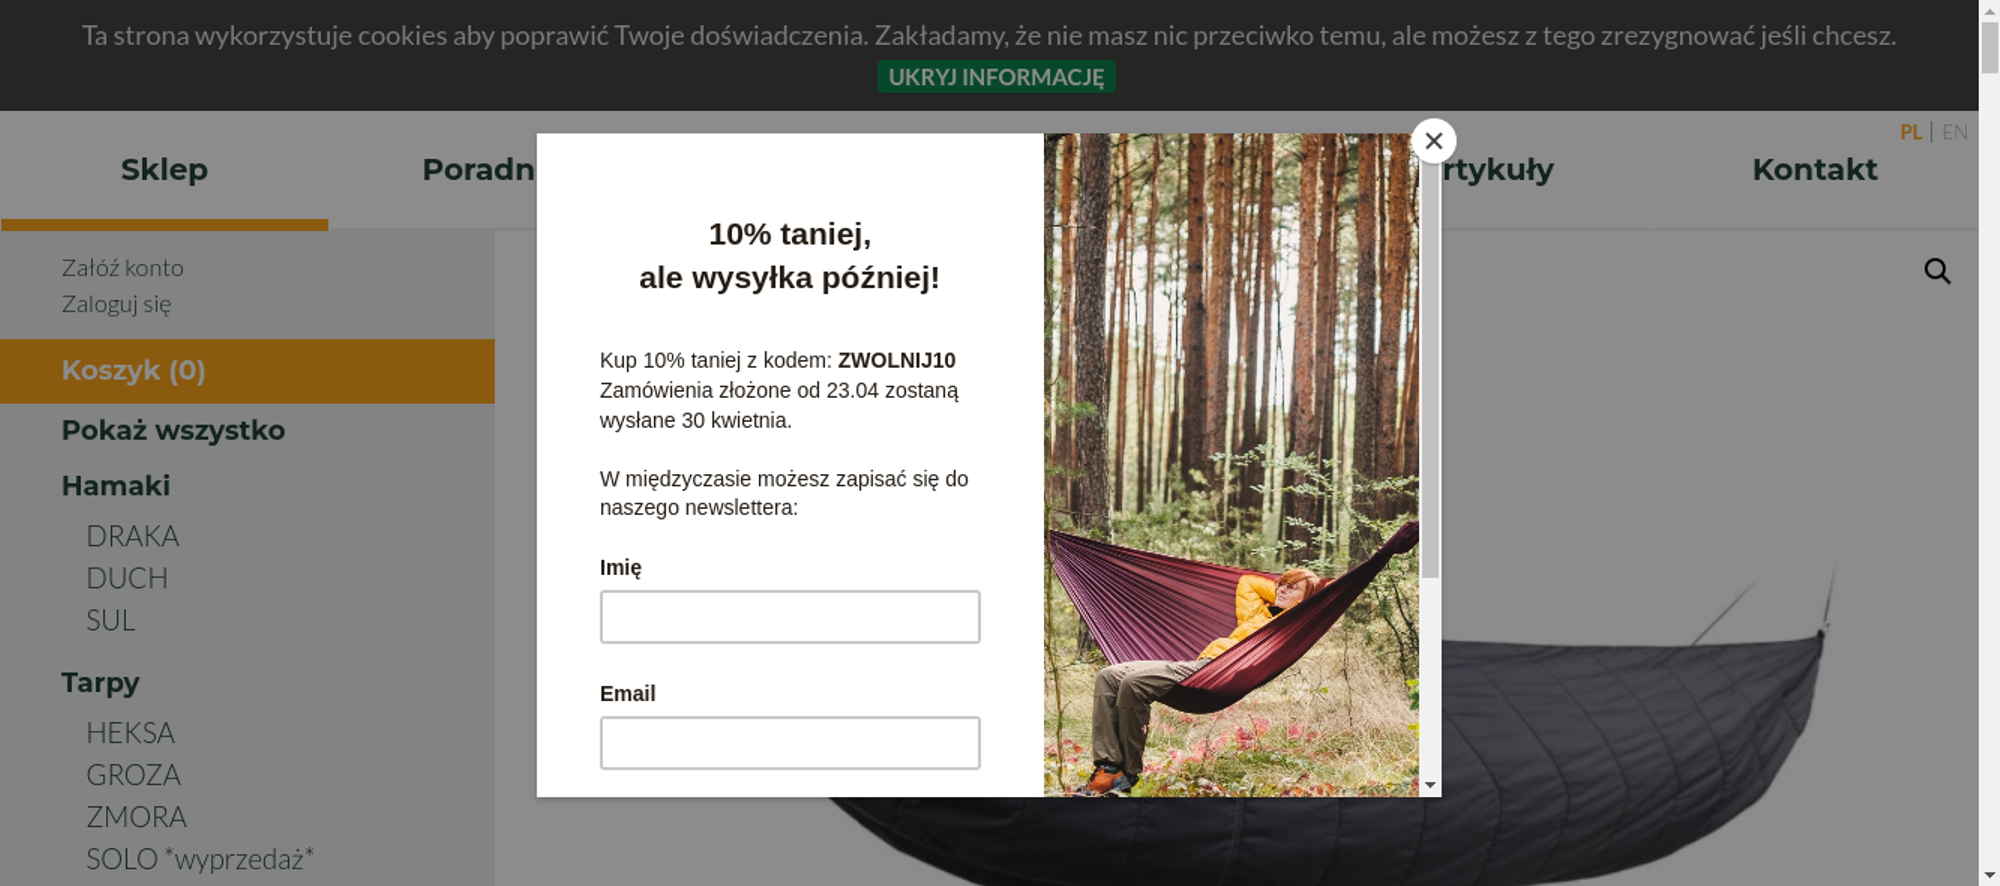 Ta strona wykorzystuje cookies aby poprawić Twoje doświadczenia. Zakładamy, że nie masz nic przeciwko temu, ale możesz z tego zrezygnować jeśli chcesz.
UKRYJ INFORMACJĘ
PL | EN
Sklep
Poradn
rtykuły
Kontakt
Załóź konto
Zaloguj się
Koszyk (0)
Pokaż wszystko
Hamaki
DRAKA
DUCH
SUL
Tarpy
HEKSA
GROZA
ZMORA
SOLO *wyprzedaż*
10% taniej,
ale wysyłka później!
Kup 10% taniej z kodem: ZWOLNIJ10
Zamówienia złożone od 23.04 zostaną
wysłane 30 kwietnia.
W międzyczasie możesz zapisać się do
naszego newslettera:
Imię
Email